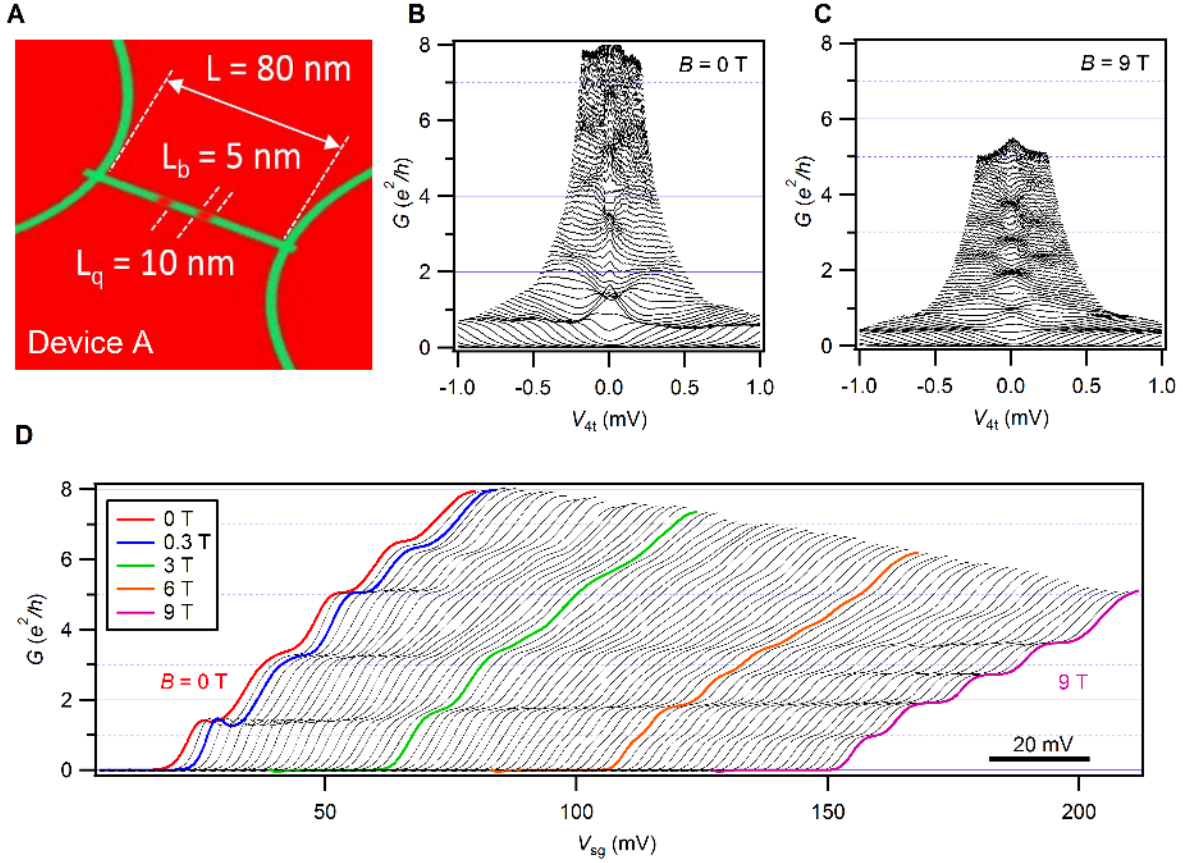 A
L = 80 nm
L_b = 5 nm
L_q = 10 nm
Device A
B
8
6
4
2
0
G (e²/h)
B = 0 T
-1.0
-0.5
0.0
0.5
1.0
V_4t (mV)
C
8
6
4
2
0
G (e²/h)
B = 9 T
-1.0
-0.5
0.0
0.5
1.0
V_4t (mV)
D
8
6
4
2
0
G (e²/h)
0 T
0.3 T
3 T
6 T
9 T
B = 0 T
9 T
20 mV
50
100
150
200
V_sg (mV)